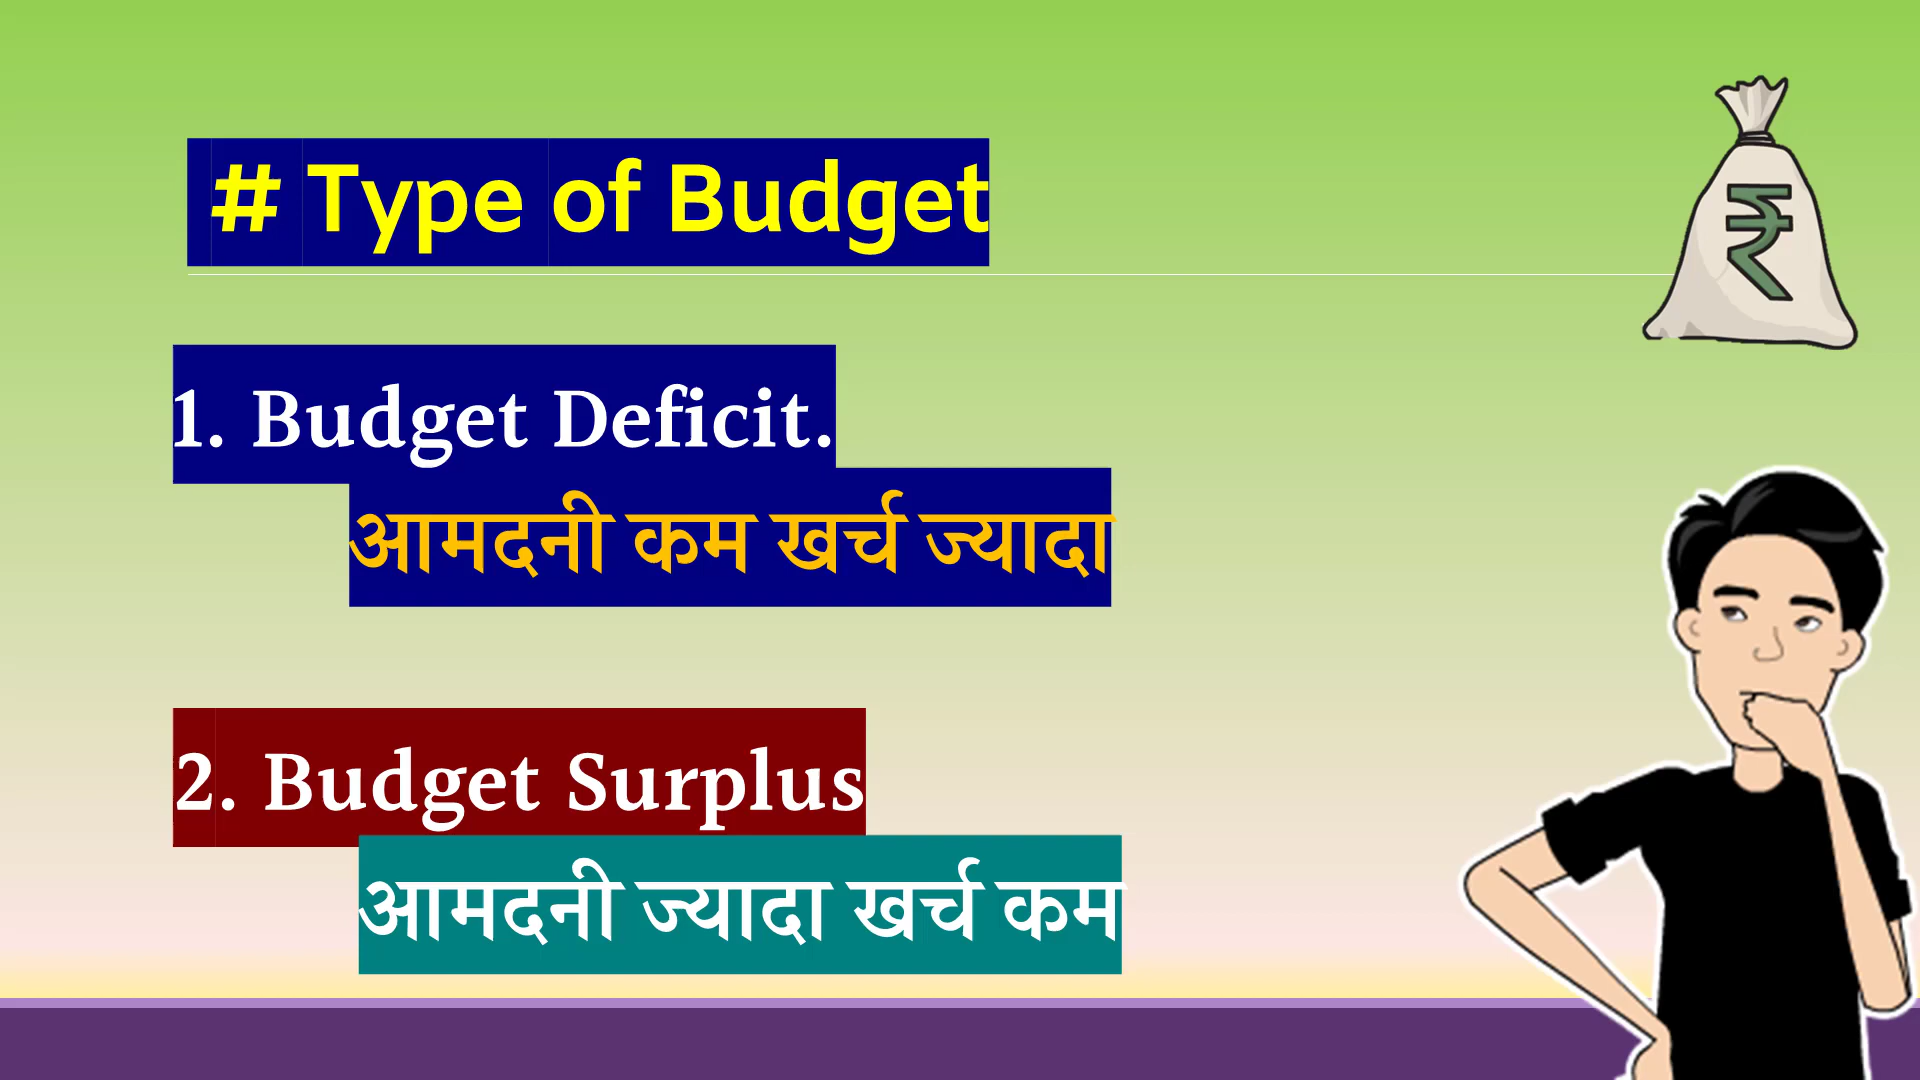 # Type of Budget
₹
1. Budget Deficit.
आमदनी कम खर्च ज्यादा
2. Budget Surplus
आमदनी ज्यादा खर्च कम